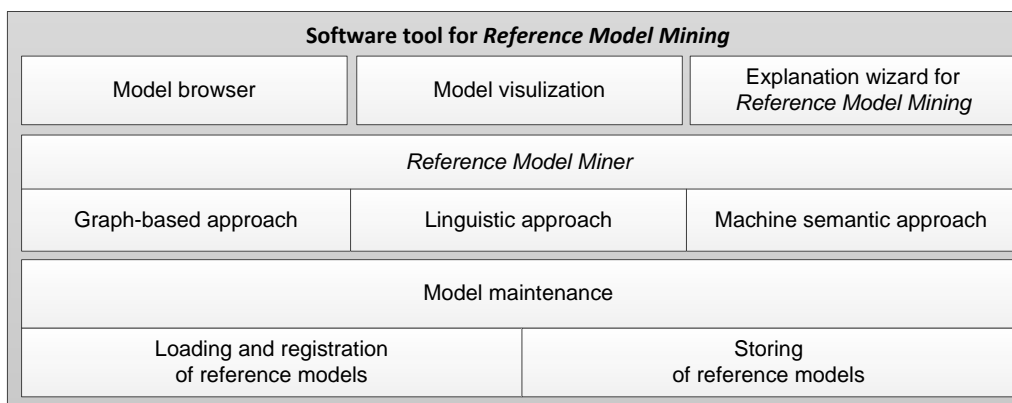 Software tool for Reference Model Mining
Model browser
Model visulization
Explanation wizard for
Reference Model Mining
Reference Model Miner
Graph-based approach
Linguistic approach
Machine semantic approach
Model maintenance
Loading and registration
of reference models
Storing
of reference models